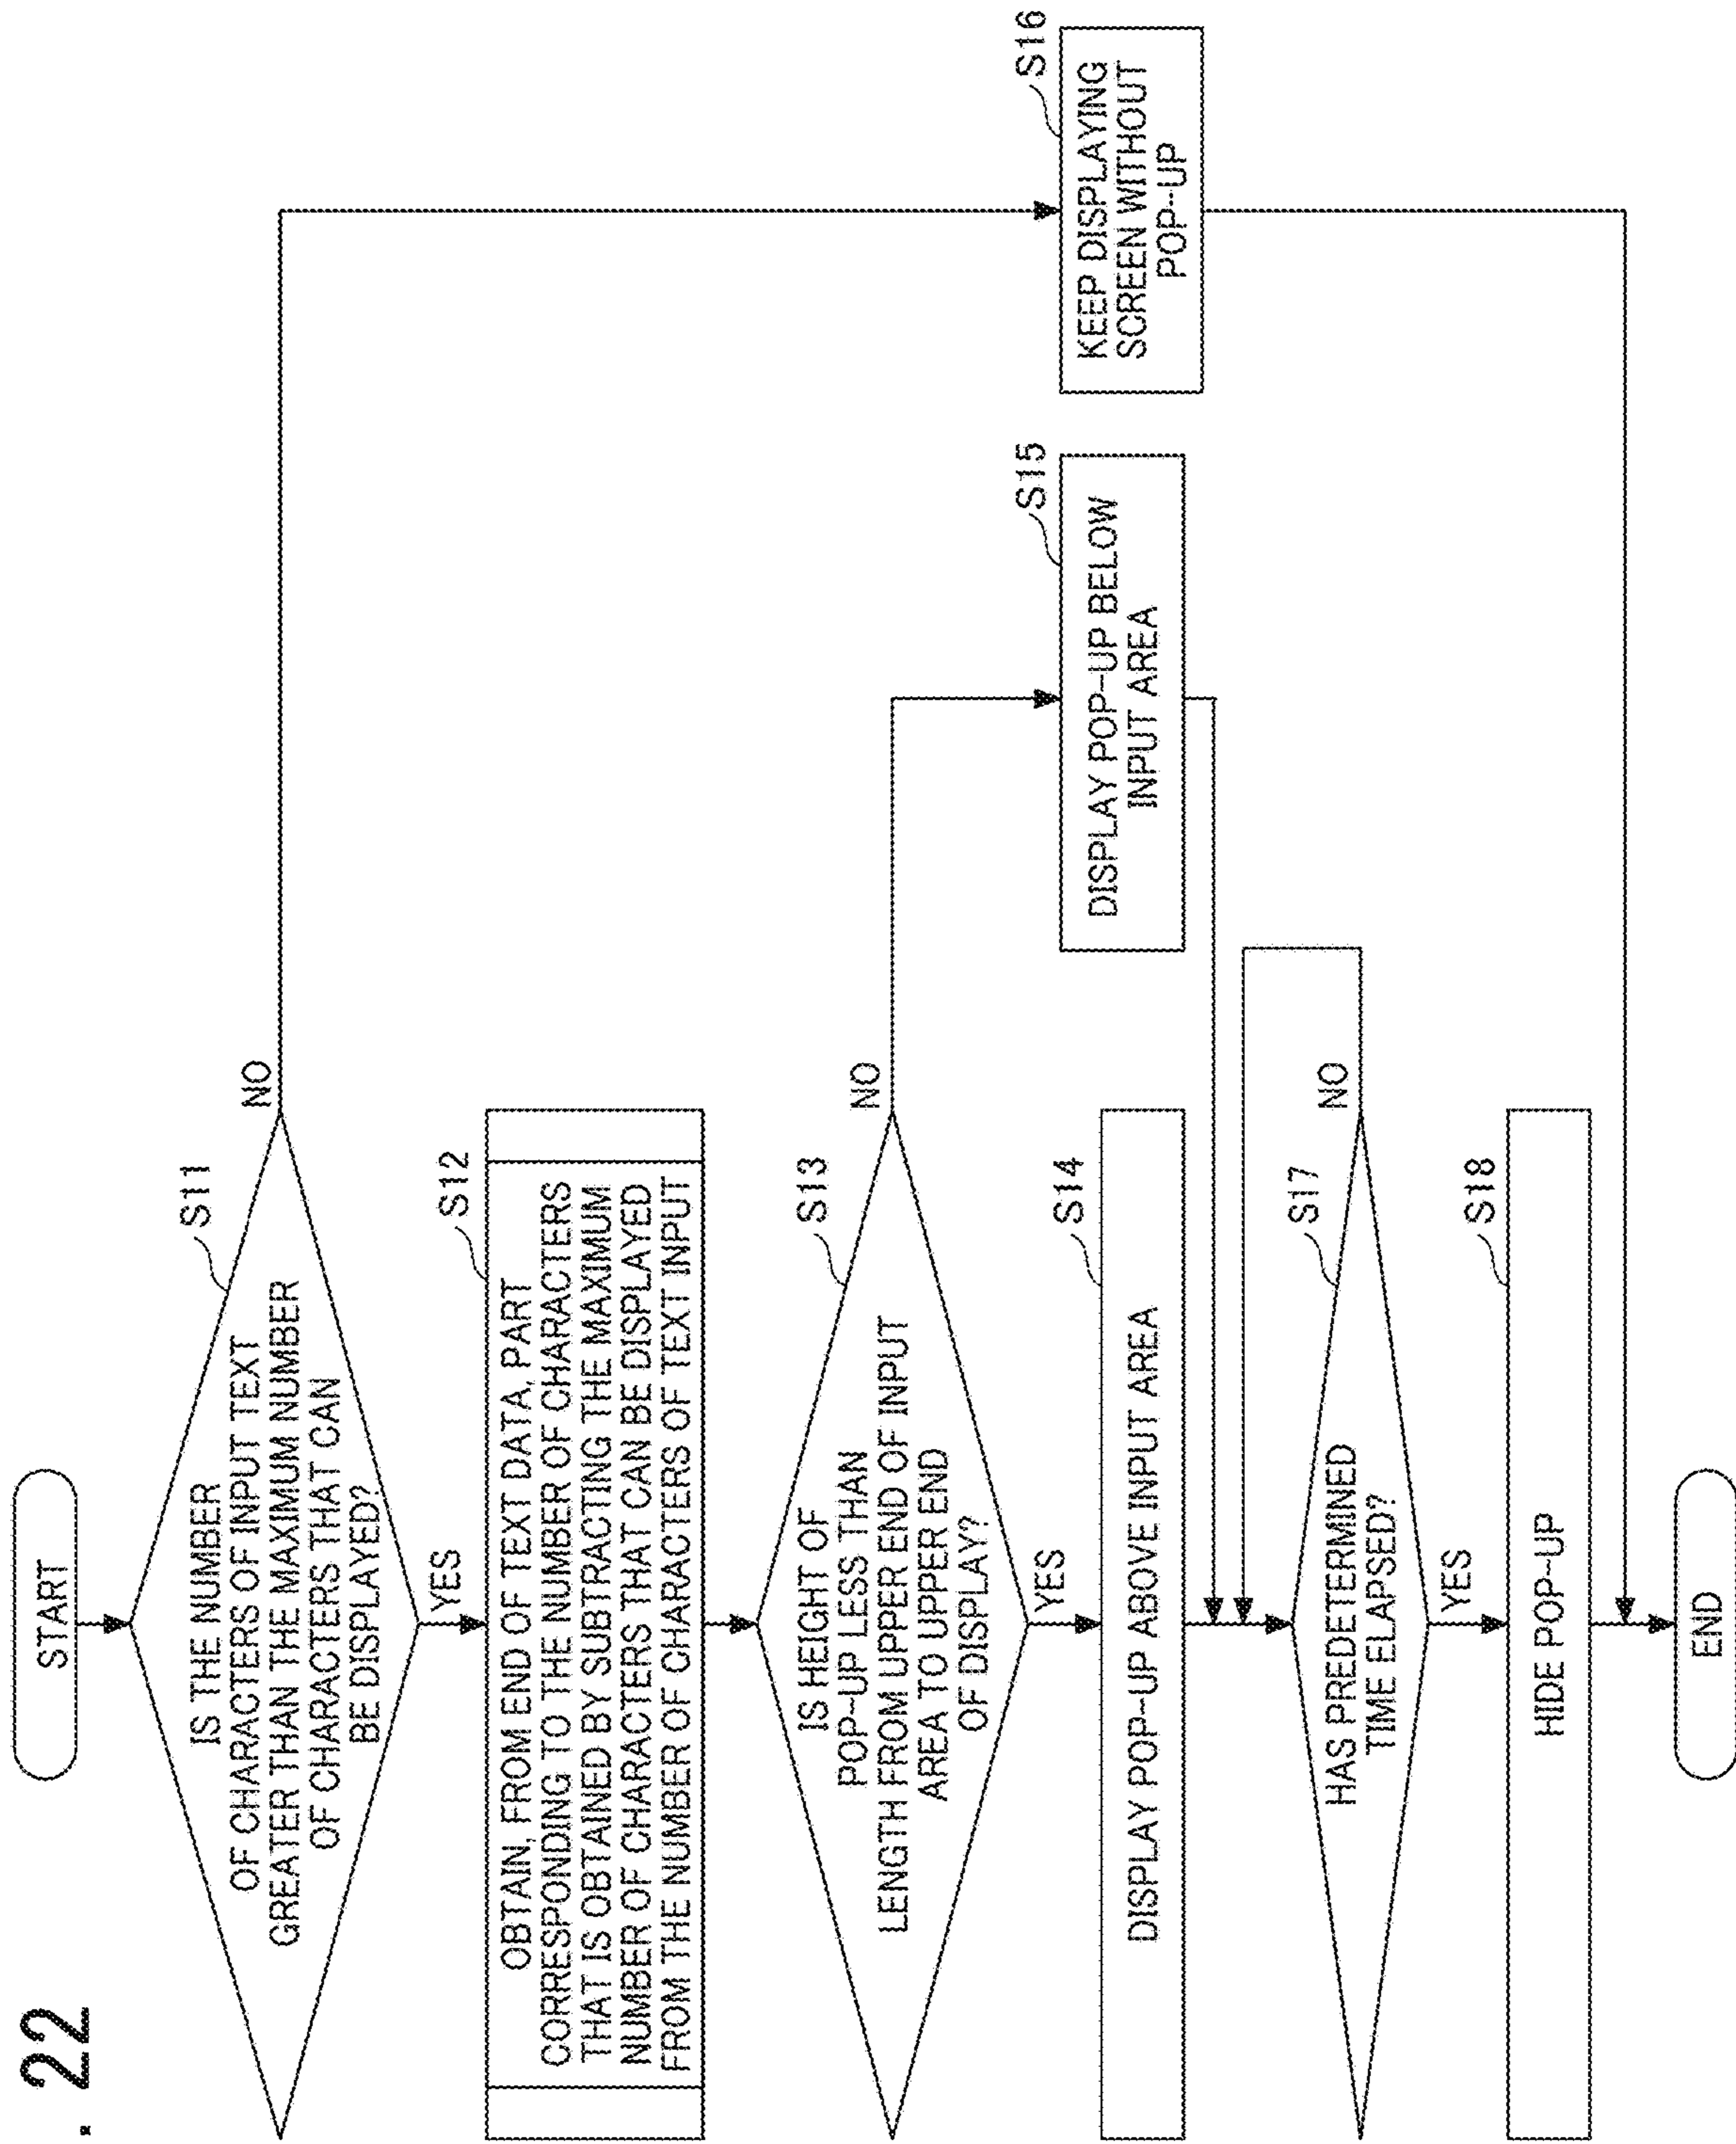 . 22
START
S11
IS THE NUMBER
OF CHARACTERS OF INPUT TEXT
GREATER THAN THE MAXIMUM NUMBER
OF CHARACTERS THAT CAN
BE DISPLAYED?
NO
YES
S12
OBTAIN, FROM END OF TEXT DATA, PART
CORRESPONDING TO THE NUMBER OF CHARACTERS
THAT IS OBTAINED BY SUBTRACTING THE MAXIMUM
NUMBER OF CHARACTERS THAT CAN BE DISPLAYED
FROM THE NUMBER OF CHARACTERS OF TEXT INPUT
S13
IS HEIGHT OF
POP-UP LESS THAN
LENGTH FROM UPPER END OF INPUT
AREA TO UPPER END
OF DISPLAY?
NO
YES
S14
DISPLAY POP-UP ABOVE INPUT AREA
S15
DISPLAY POP-UP BELOW
INPUT AREA
S16
KEEP DISPLAYING
SCREEN WITHOUT
POP-UP
S17
HAS PREDETERMINED
TIME ELAPSED?
NO
YES
S18
HIDE POP-UP
END